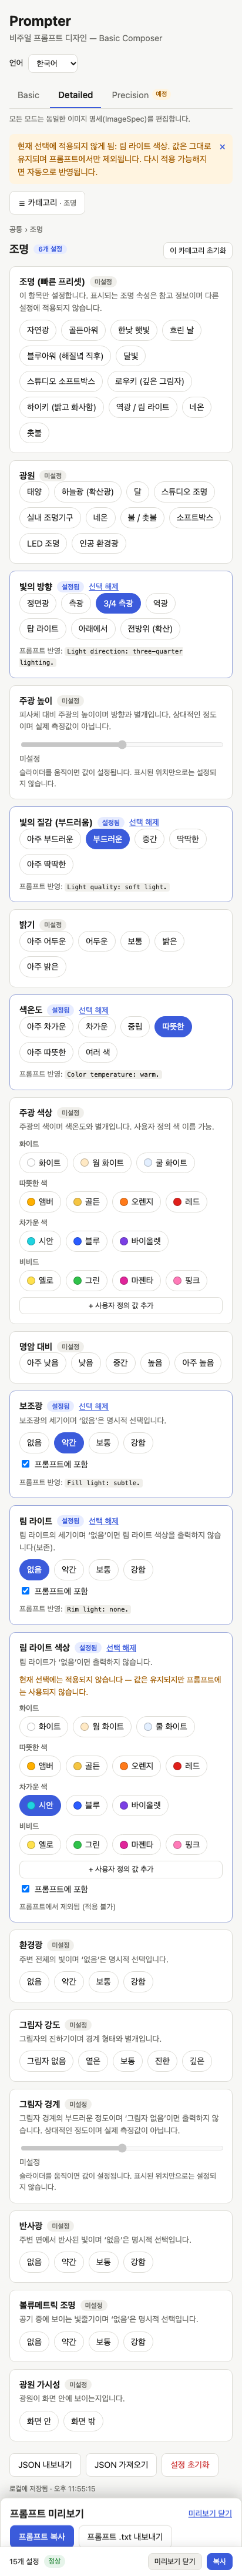 Prompter
비주얼 프롬프트 디자인 — Basic Composer
언어 한국어
Basic Detailed Precision 예정
모든 모드는 동일한 이미지 명세(ImageSpec)를 편집합니다.
현재 선택에 적용되지 않게 됨: 림 라이트 색상. 값은 그대로
유지되며 프롬프트에서만 제외됩니다. 다시 적용 가능해지
면 자동으로 반영됩니다.
✕
≡ 카테고리 · 조명
공통 › 조명
조명 6개 설정 이 카테고리 초기화
조명 (빠른 프리셋) 미설정
이 항목만 설정합니다. 표시되는 조명 속성은 참고 정보이며 다른
설정에 적용되지 않습니다.
자연광 골든아워 한낮 햇빛 흐린 날
블루아워 (해질녘 직후) 달빛
스튜디오 소프트박스 로우키 (깊은 그림자)
하이키 (밝고 화사함) 역광 / 림 라이트 네온
촛불
광원 미설정
태양 하늘광 (확산광) 달 스튜디오 조명
실내 조명기구 네온 불 / 촛불 소프트박스
LED 조명 인공 환경광
빛의 방향 설정됨 선택 해제
정면광 측광 3/4 측광 역광
탑 라이트 아래에서 전방위 (확산)
프롬프트 반영: Light direction: three-quarter
lighting.
주광 높이 미설정
피사체 대비 주광의 높이이며 방향과 별개입니다. 상대적인 정도
이며 실제 측정값이 아닙니다.
미설정
슬라이더를 움직이면 값이 설정됩니다. 표시된 위치만으로는 설정되
지 않습니다.
빛의 질감 (부드러움) 설정됨 선택 해제
아주 부드러운 부드러운 중간 딱딱한
아주 딱딱한
프롬프트 반영: Light quality: soft light.
밝기 미설정
아주 어두운 어두운 보통 밝은
아주 밝은
색온도 설정됨 선택 해제
아주 차가운 차가운 중립 따뜻한
아주 따뜻한 여러 색
프롬프트 반영: Color temperature: warm.
주광 색상 미설정
주광의 색이며 색온도와 별개입니다. 사용자 정의 색 이름 가능.
화이트
화이트 웜 화이트 쿨 화이트
따뜻한 색
앰버 골든 오렌지 레드
차가운 색
시안 블루 바이올렛
비비드
옐로 그린 마젠타 핑크
+ 사용자 정의 값 추가
명암 대비 미설정
아주 낮음 낮음 중간 높음 아주 높음
보조광 설정됨 선택 해제
보조광의 세기이며 ‘없음’은 명시적 선택입니다.
없음 약간 보통 강함
프롬프트에 포함
프롬프트 반영: Fill light: subtle.
림 라이트 설정됨 선택 해제
림 라이트의 세기이며 ‘없음’이면 림 라이트 색상을 출력하지 않습
니다(보존).
없음 약간 보통 강함
프롬프트에 포함
프롬프트 반영: Rim light: none.
림 라이트 색상 설정됨 선택 해제
림 라이트가 ‘없음’이면 출력하지 않습니다.
현재 선택에는 적용되지 않습니다 — 값은 유지되지만 프롬프트에
는 사용되지 않습니다.
화이트
화이트 웜 화이트 쿨 화이트
따뜻한 색
앰버 골든 오렌지 레드
차가운 색
시안 블루 바이올렛
비비드
옐로 그린 마젠타 핑크
+ 사용자 정의 값 추가
프롬프트에 포함
프롬프트에서 제외됨 (적용 불가)
환경광 미설정
주변 전체의 빛이며 ‘없음’은 명시적 선택입니다.
없음 약간 보통 강함
그림자 강도 미설정
그림자의 진하기이며 경계 형태와 별개입니다.
그림자 없음 옅은 보통 진한 깊은
그림자 경계 미설정
그림자 경계의 부드러운 정도이며 ‘그림자 없음’이면 출력하지 않
습니다. 상대적인 정도이며 실제 측정값이 아닙니다.
미설정
슬라이더를 움직이면 값이 설정됩니다. 표시된 위치만으로는 설정되
지 않습니다.
반사광 미설정
주변 면에서 반사된 빛이며 ‘없음’은 명시적 선택입니다.
없음 약간 보통 강함
볼류메트릭 조명 미설정
공기 중에 보이는 빛줄기이며 ‘없음’은 명시적 선택입니다.
없음 약간 보통 강함
광원 가시성 미설정
광원이 화면 안에 보이는지입니다.
화면 안 화면 밖
JSON 내보내기 JSON 가져오기 설정 초기화
로컬에 저장됨 · 오후 11:55:15
프롬프트 미리보기 미리보기 닫기
프롬프트 복사 프롬프트 .txt 내보내기
15개 설정 정상 미리보기 닫기 복사